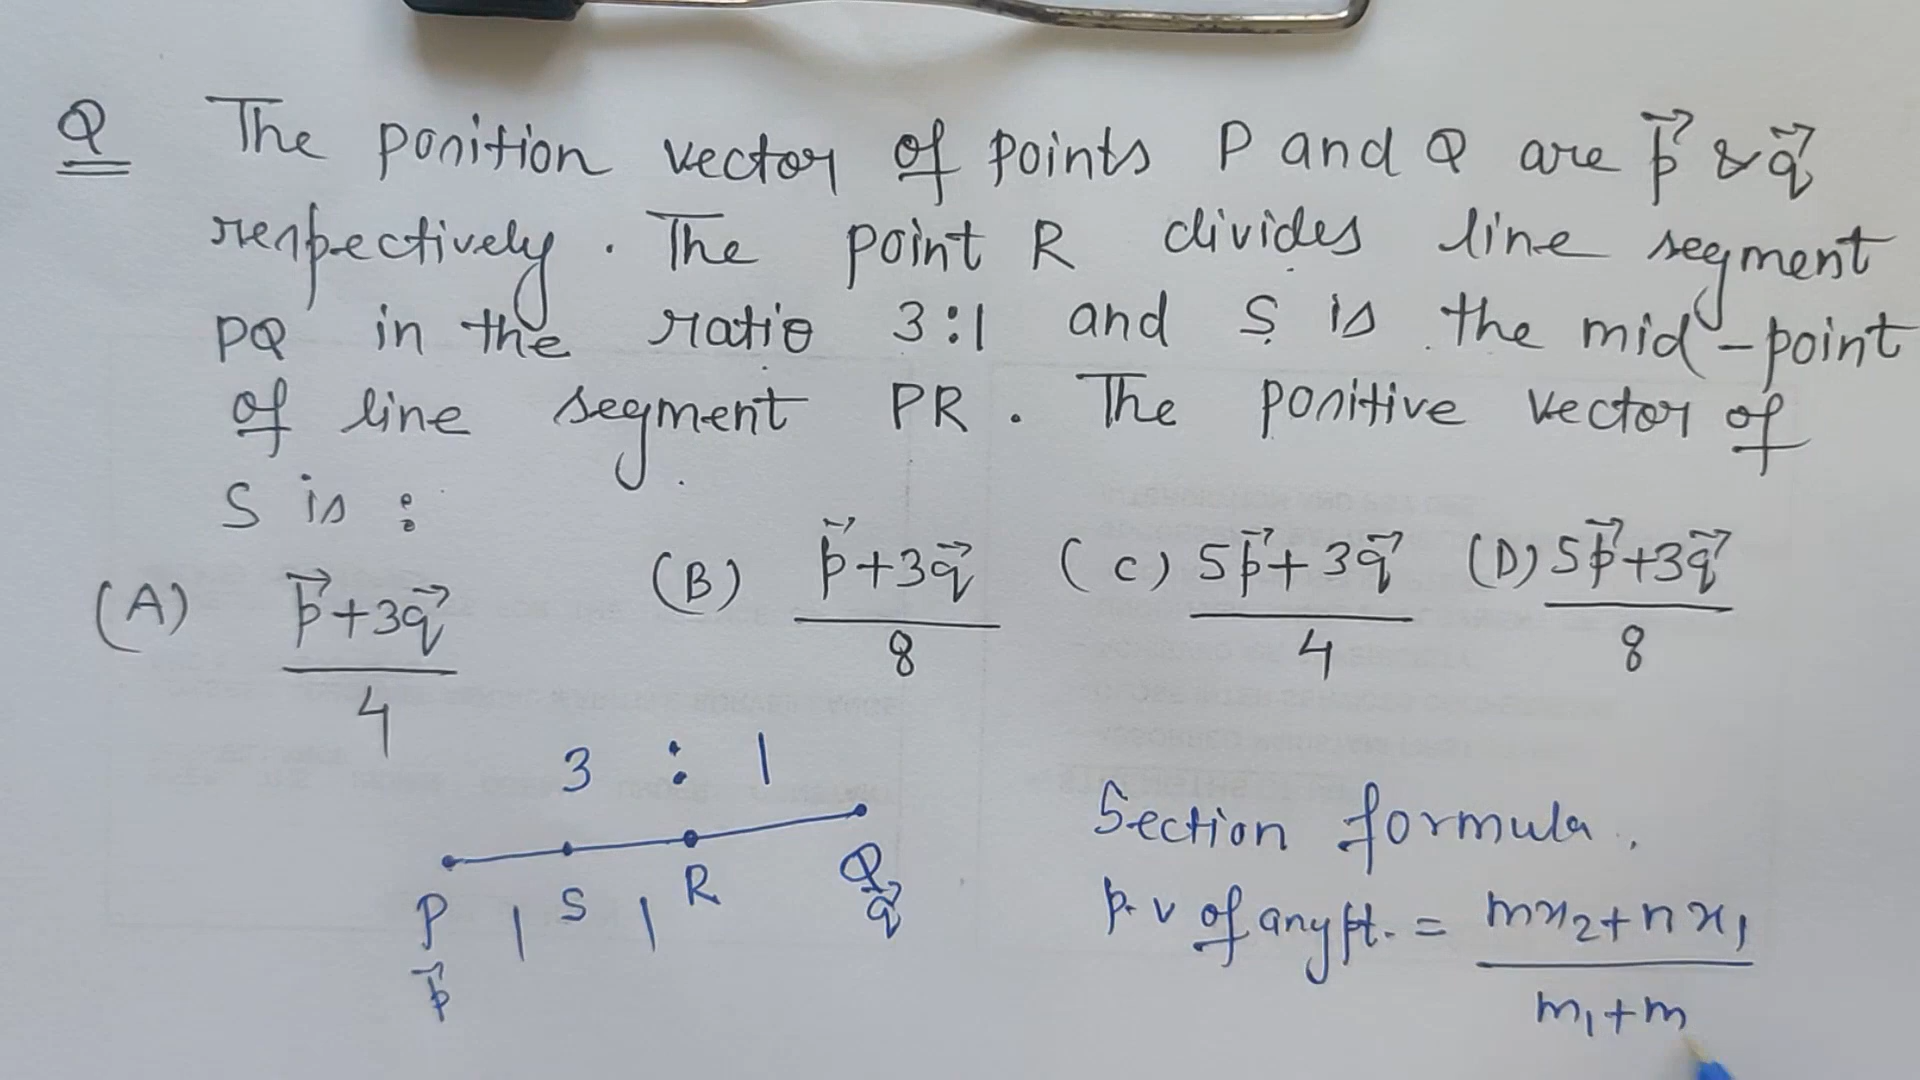 Q The position vector of points P and Q are p⃗ & q⃗
respectively. The point R divides line segment
PQ in the ratio 3:1 and S is the mid-point
of line segment PR. The positive vector of
S is :
(A) p⃗+3q⃗/4 (B) p⃗+3q⃗/8 (C) 5p⃗+3q⃗/4 (D) 5p⃗+3q⃗/8
3 : 1
P | S | R Q
p⃗ q⃗
Section formula.
p.v of any pt. = mx₂+nx₁/m₁+m